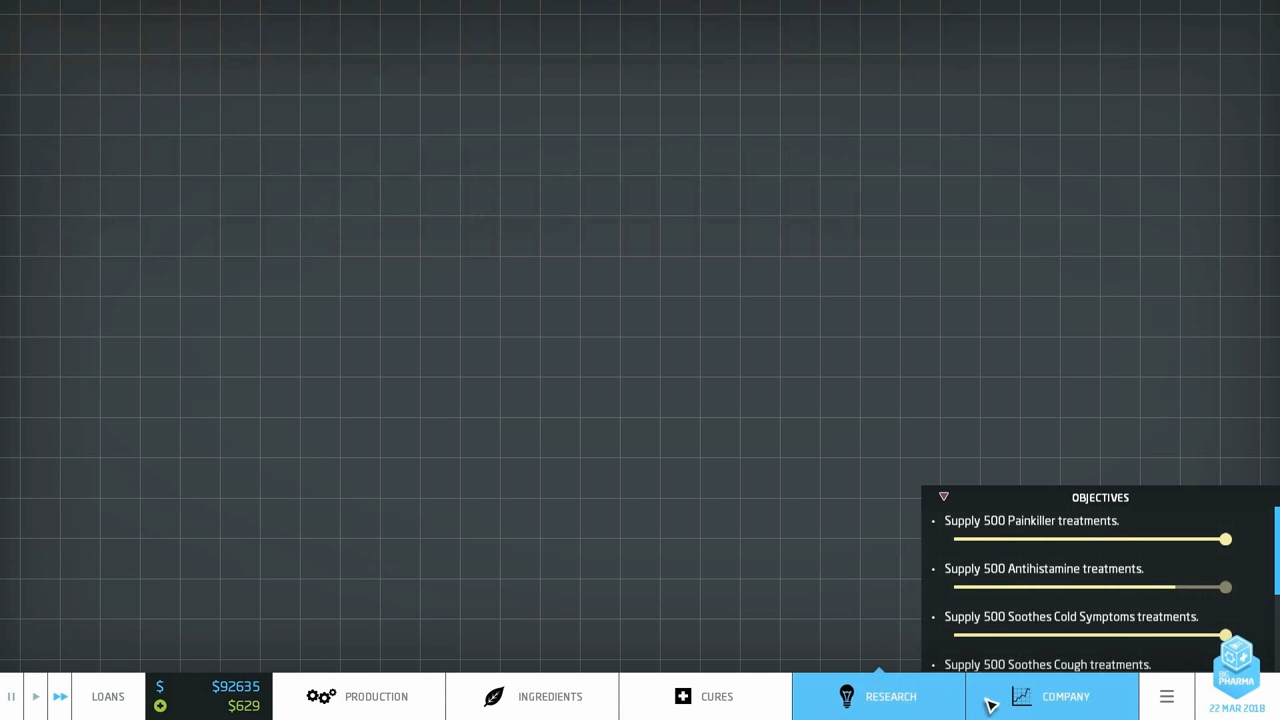 OBJECTIVES
Supply 500 Painkiller treatments.
Supply 500 Antihistamine treatments.
Supply 500 Soothes Cold Symptoms treatments.
Supply 500 Soothes Cough treatments.
LOANS
$ $92635
$629
PRODUCTION
INGREDIENTS
CURES
RESEARCH
COMPANY
BIG
PHARMA
22 MAR 2018